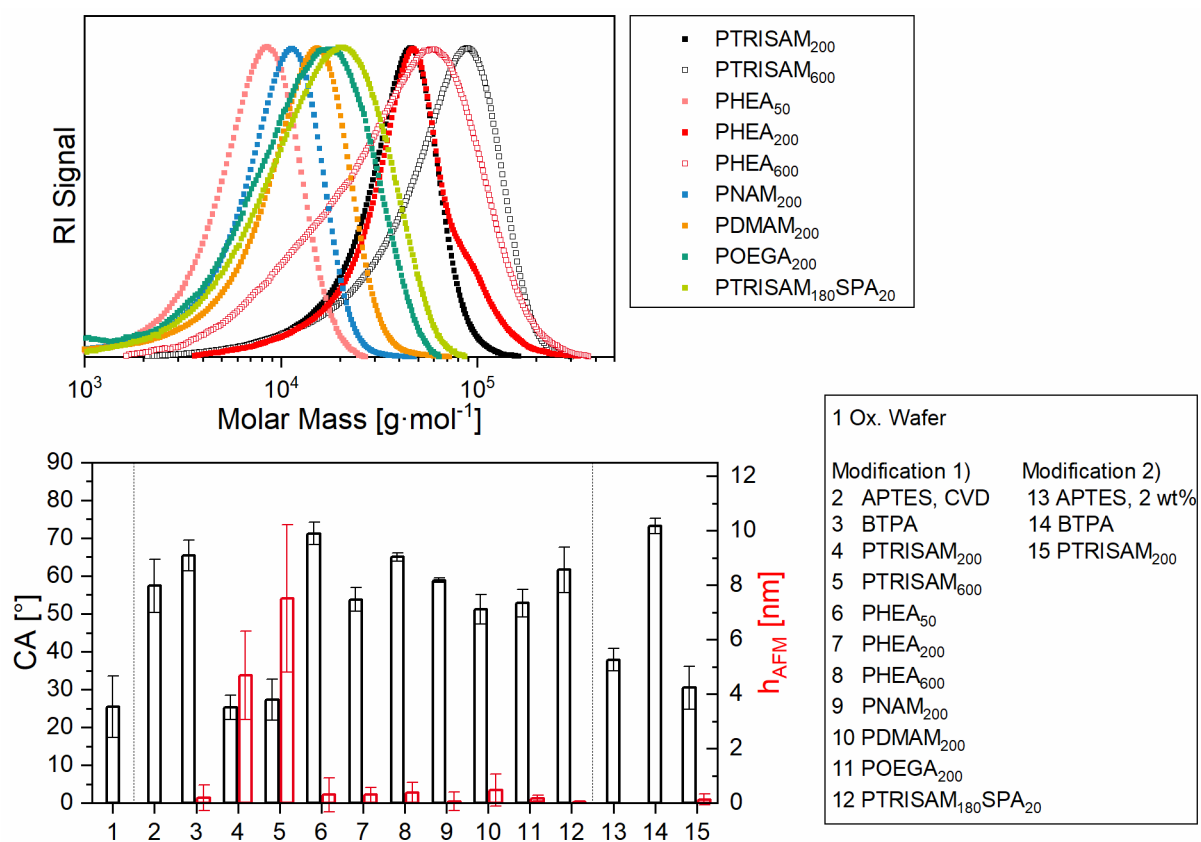 RI Signal
10³ 10⁴ 10⁵
Molar Mass [g·mol⁻¹]
PTRISAM₂₀₀
PTRISAM₆₀₀
PHEA₅₀
PHEA₂₀₀
PHEA₆₀₀
PNAM₂₀₀
PDMAM₂₀₀
POEGA₂₀₀
PTRISAM₁₈₀SPA₂₀
CA [°]
90
80
70
60
50
40
30
20
10
0
1 2 3 4 5 6 7 8 9 10 11 12 13 14 15
12
10
8
6
4
2
0
h_AFM [nm]
1 Ox. Wafer
Modification 1) Modification 2)
2 APTES, CVD 13 APTES, 2 wt%
3 BTPA 14 BTPA
4 PTRISAM₂₀₀ 15 PTRISAM₂₀₀
5 PTRISAM₆₀₀
6 PHEA₅₀
7 PHEA₂₀₀
8 PHEA₆₀₀
9 PNAM₂₀₀
10 PDMAM₂₀₀
11 POEGA₂₀₀
12 PTRISAM₁₈₀SPA₂₀